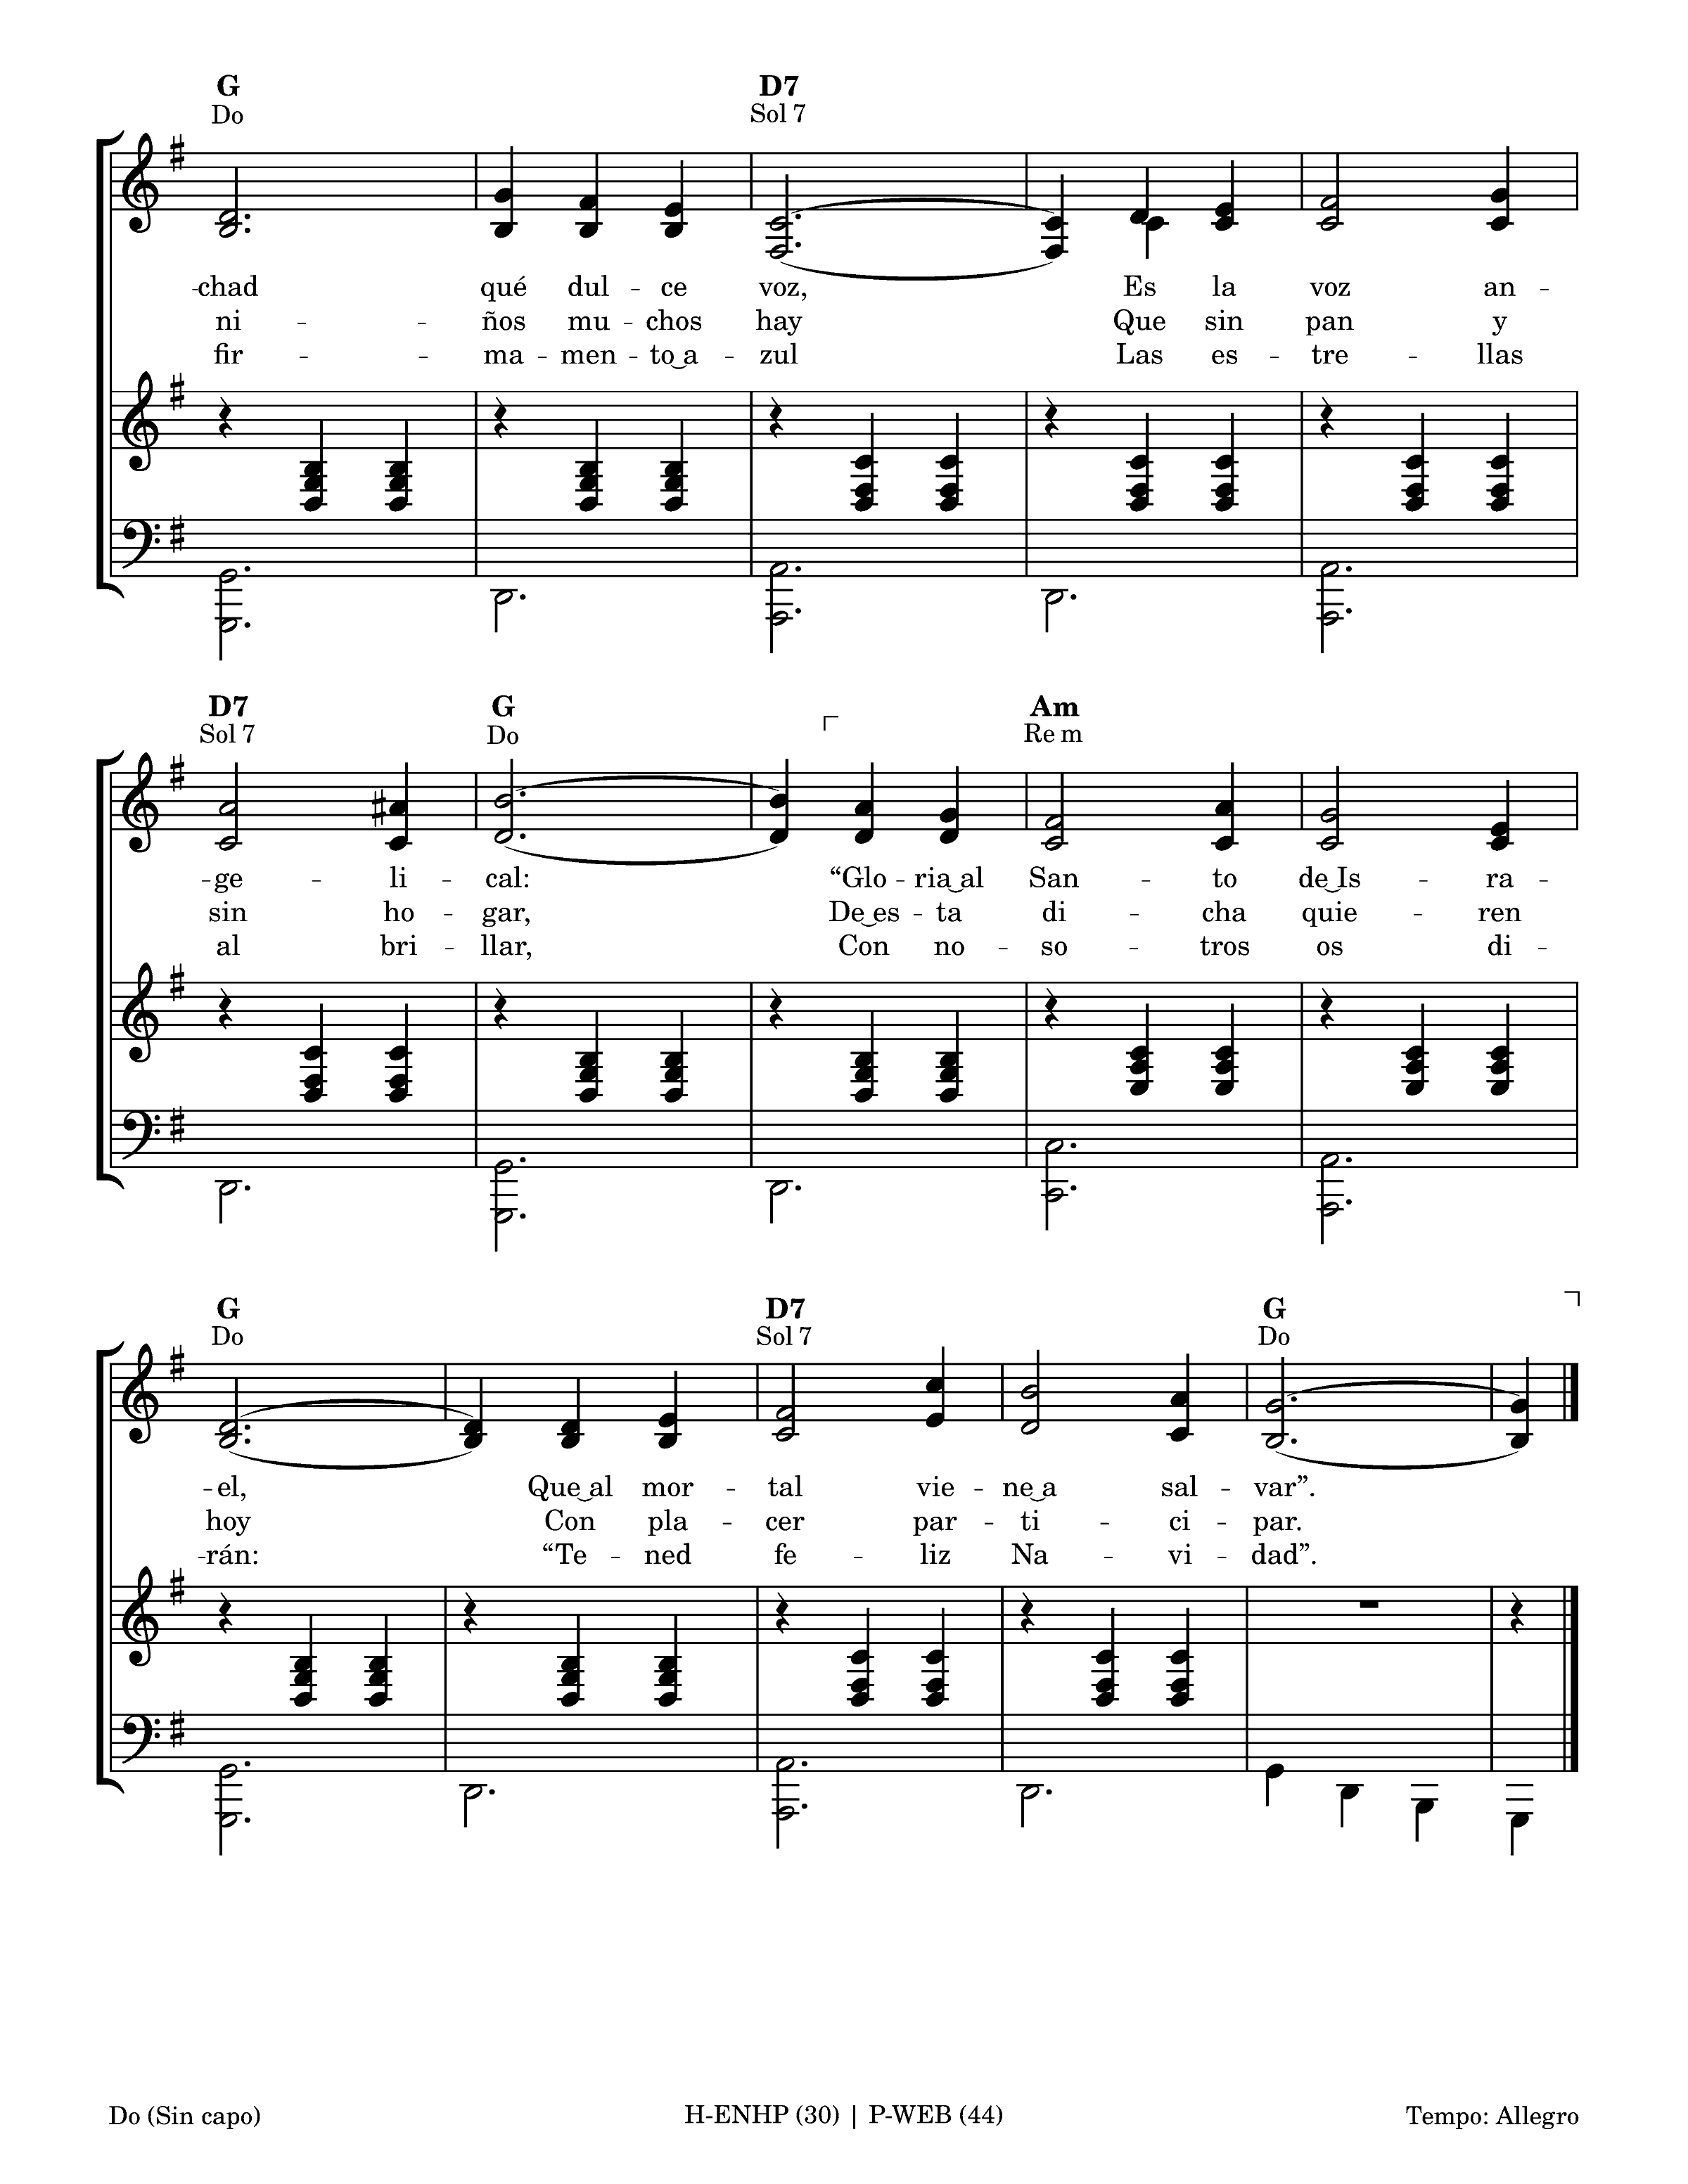 G D7
Do Sol 7
-chad qué dul - ce voz, Es la voz an -
ni - ños mu - chos hay Que sin pan y
fir - ma - men - to‿a - zul Las es - tre - llas
D7 G Am
Sol 7 Do Re m
-ge - li - cal: “Glo - ria‿al San - to de‿Is - ra -
sin ho - gar, De‿es - ta di - cha quie - ren
al bri - llar, Con no - so - tros os di -
G D7 G
Do Sol 7 Do
-el, Que‿al mor - tal vie - ne‿a sal - var”.
hoy Con pla - cer par - ti - ci - par.
-rán: “Te - ned fe - liz Na - vi - dad”.
Do (Sin capo) H-ENHP (30) | P-WEB (44) Tempo: Allegro